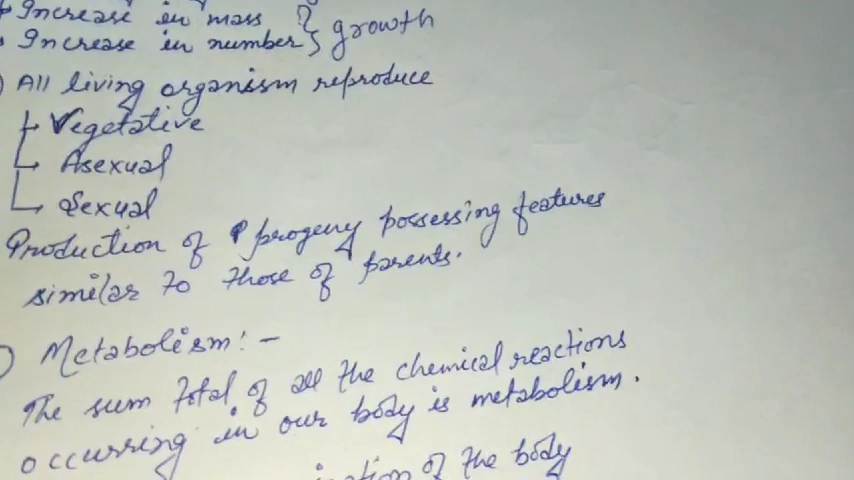 Increase in mass } growth
Increase in number
) All living organism reproduce
Vegetative
Asexual
Sexual
Production of progeny possessing features
similar to those of parents.
) Metabolism:-
The sum total of all the chemical reactions
occurring in our body is metabolism.
of the body